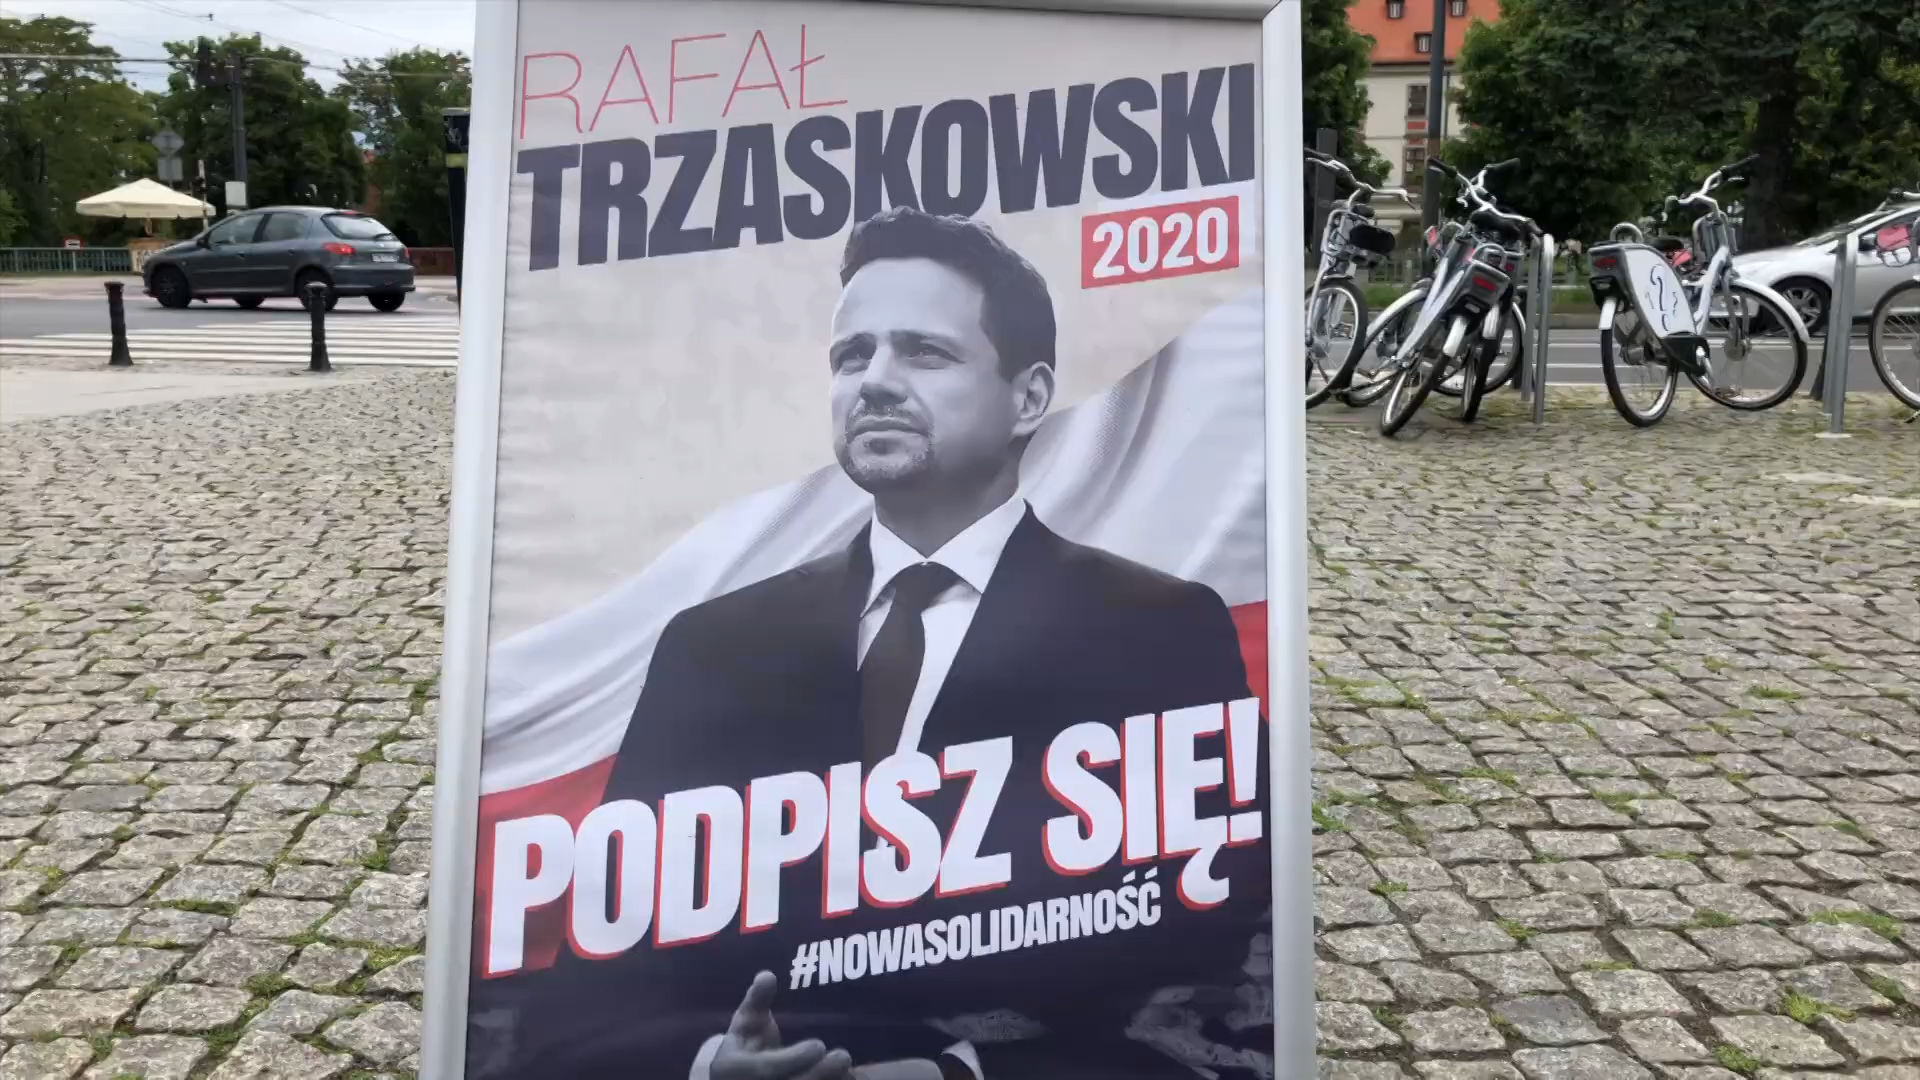 RAFAŁ
TRZASKOWSKI
2020
PODPISZ SIĘ!
#NOWASOLIDARNOŚĆ